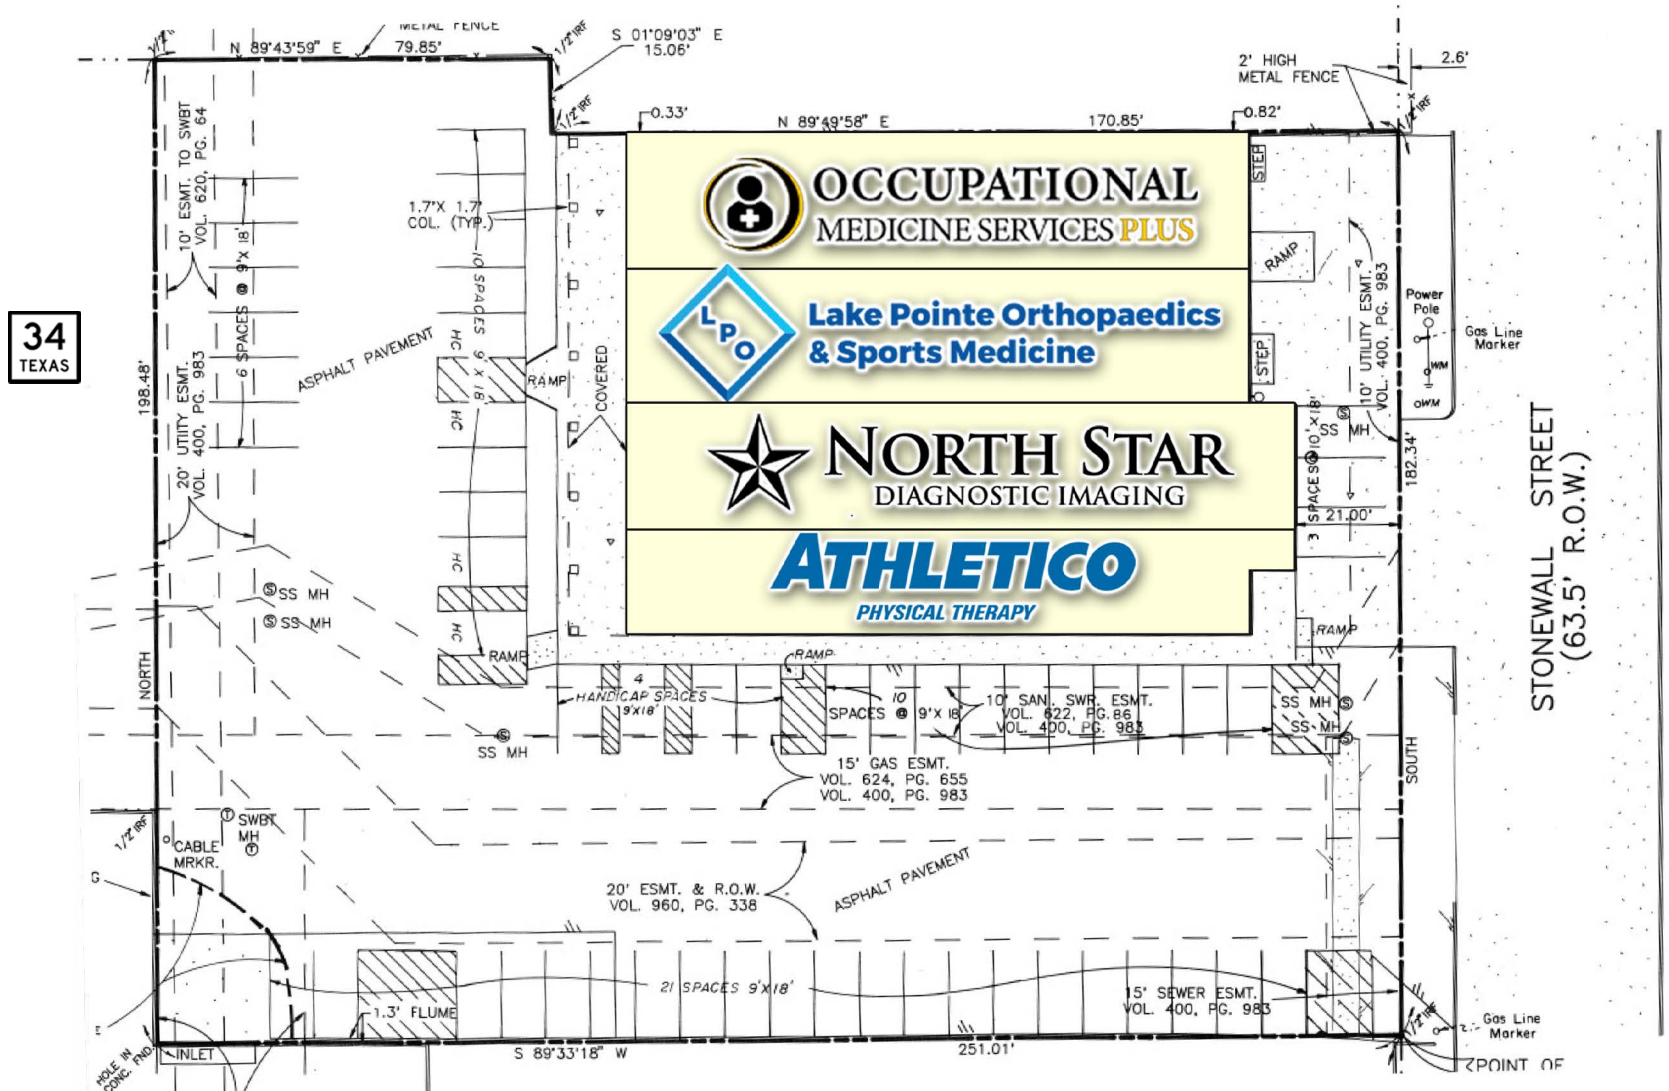 METAL FENCE
1/2" IRF
N 89°43'59" E 79.85'
1/2" IRF
S 01°09'03" E
15.06'
1/2" IRF
0.33'
N 89°49'58" E 170.85'
0.82'
2' HIGH
METAL FENCE
2.6'
1/2" IRF
10' ESMT. TO SWBT
VOL. 620, PG. 64
6 SPACES @ 9'X 18'
1.7'X 1.7'
COL. (TYP.)
10 SPACES 9'X 18'
HC
HC
HC
HC
ASPHALT PAVEMENT
RAMP
COVERED
34
TEXAS
198.48'
NORTH
20' UTIITY ESMT.
VOL. 400, PG. 983
OCCUPATIONAL
MEDICINE SERVICES PLUS
LPO
Lake Pointe Orthopaedics
& Sports Medicine
NORTH STAR
DIAGNOSTIC IMAGING
ATHLETICO
PHYSICAL THERAPY
STEP
RAMP
STEP
10' UTILITY ESMT.
VOL. 400, PG. 983
Power
Pole
Gas Line
Marker
WM
WM
S
SS MH
3 SPACES @ 10'X18'
21.00'
182.34'
SOUTH
STONEWALL STREET
(63.5' R.O.W.)
S SS MH
S SS MH
RAMP
RAMP
RAMP
4
HANDICAP SPACES
9'X18'
10
SPACES @ 9'X 18'
10' SAN. SWR. ESMT.
VOL. 622, PG.86
VOL. 400, PG. 983
SS MH S
SS MH S
S
SS MH
15' GAS ESMT.
VOL. 624, PG. 655
VOL. 400, PG. 983
T SWBT
MH
T
1/2" IRF
CABLE
MRKR.
G
20' ESMT. & R.O.W.
VOL. 960, PG. 338
ASPHALT PAVEMENT
21 SPACES 9'X18'
1.3' FLUME
15' SEWER ESMT.
VOL. 400, PG. 983
1/2" IRF
Gas Line
Marker
E
HOLE IN
CONC. FND.
INLET
S 89°33'18" W 251.01'
POINT OF